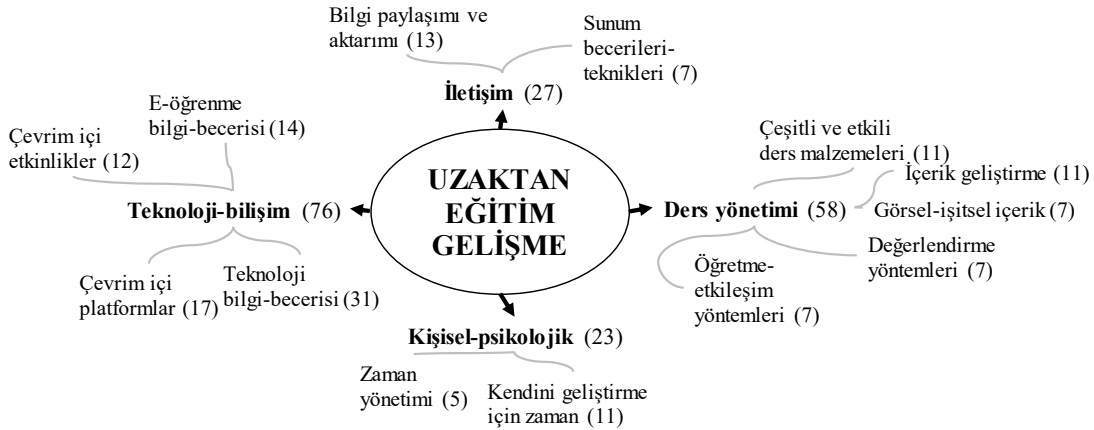 Bilgi paylaşımı ve
aktarımı (13)
Sunum
becerileri-
teknikleri (7)
İletişim (27)
E-öğrenme
bilgi-becerisi (14)
Çevrim içi
etkinlikler (12)
Teknoloji-bilişim (76)
Çevrim içi
platformlar (17)
Teknoloji
bilgi-becerisi (31)
UZAKTAN
EĞİTİM
GELİŞME
Çeşitli ve etkili
ders malzemeleri (11)
İçerik geliştirme (11)
Ders yönetimi (58)
Görsel-işitsel içerik (7)
Değerlendirme
yöntemleri (7)
Öğretme-
etkileşim
yöntemleri (7)
Kişisel-psikolojik (23)
Zaman
yönetimi (5)
Kendini geliştirme
için zaman (11)